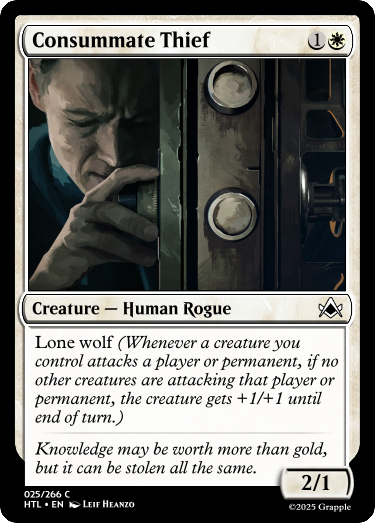 Consummate Thief 1
Creature — Human Rogue
Lone wolf (Whenever a creature you
control attacks a player or permanent, if no
other creatures are attacking that player or
permanent, the creature gets +1/+1 until
end of turn.)
Knowledge may be worth more than gold,
but it can be stolen all the same.
2/1
025/266 C
HTL • EN Leif Heanzo
©2025 Grapple